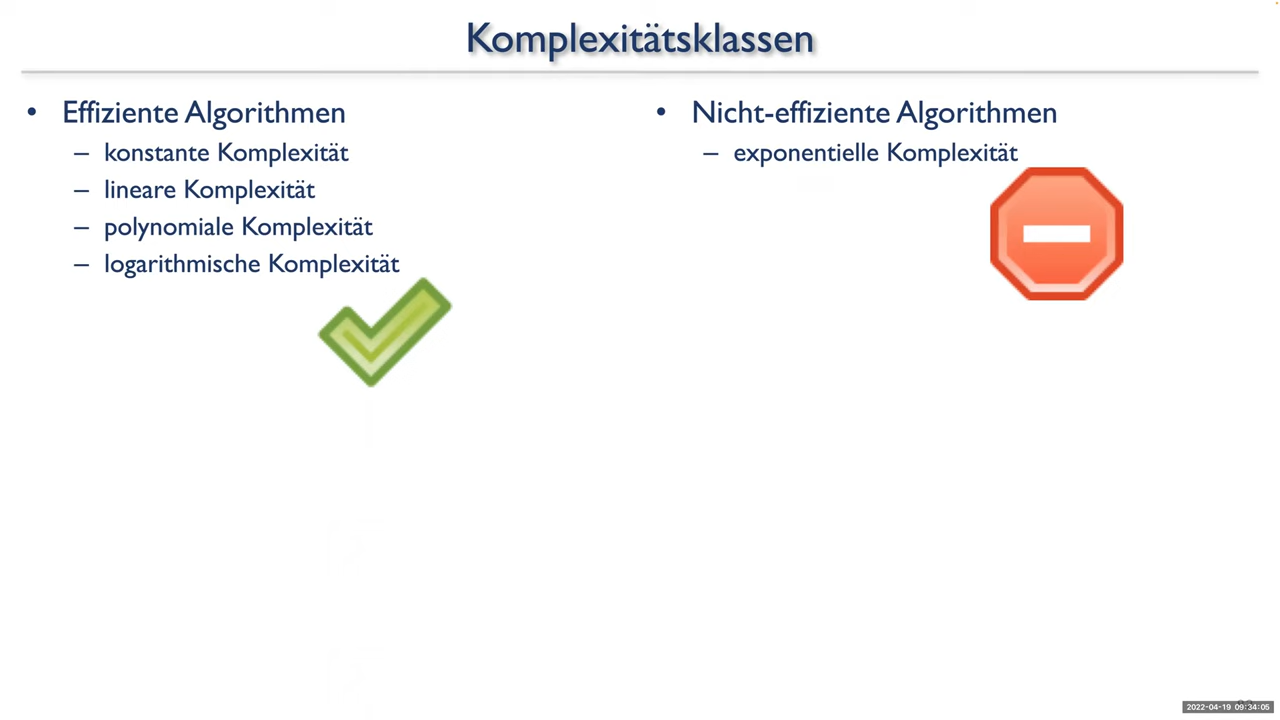 Komplexitätsklassen
• Effiziente Algorithmen
– konstante Komplexität
– lineare Komplexität
– polynomiale Komplexität
– logarithmische Komplexität
• Nicht-effiziente Algorithmen
– exponentielle Komplexität
2022-04-19 09:34:05